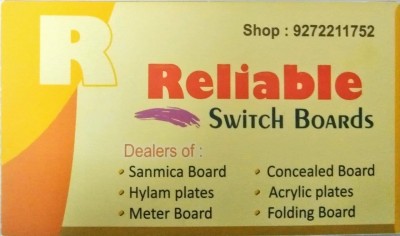 R
Shop : 9272211752
Reliable
Switch Boards
Dealers of :
• Sanmica Board
• Concealed Board
• Hylam plates
• Acrylic plates
• Meter Board
• Folding Board